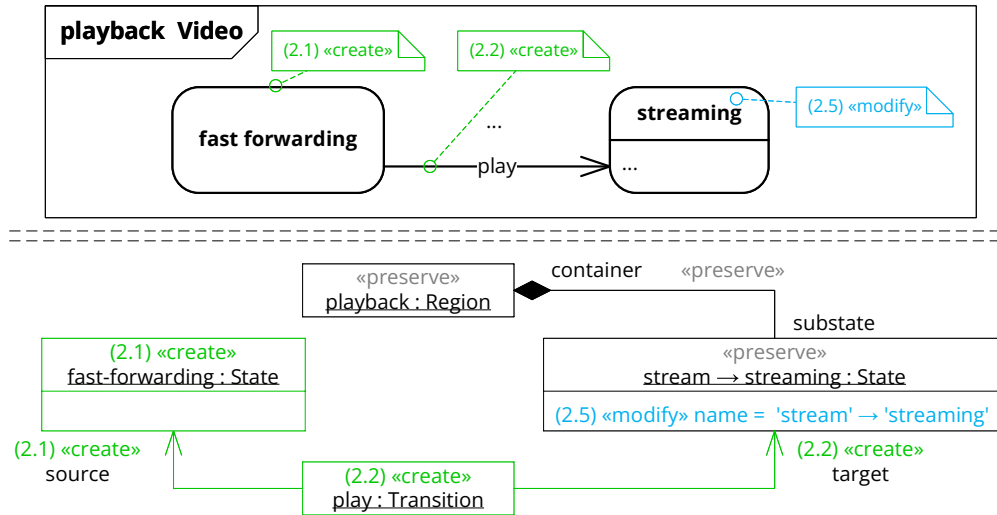 playback Video
(2.1) «create»
(2.2) «create»
(2.5) «modify»
fast forwarding
...
streaming
play
...
«preserve»
playback : Region
container
«preserve»
substate
(2.1) «create»
fast-forwarding : State
«preserve»
stream → streaming : State
(2.5) «modify» name = 'stream' → 'streaming'
(2.1) «create»
source
(2.2) «create»
play : Transition
(2.2) «create»
target